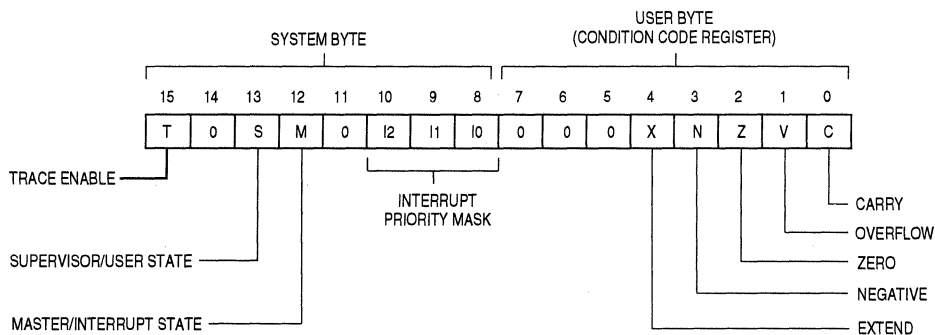 USER BYTE
SYSTEM BYTE (CONDITION CODE REGISTER)
15 14 13 12 11 10 9 8 7 6 5 4 3 2 1 0
T 0 S M 0 I2 I1 I0 0 0 0 X N Z V C
TRACE ENABLE
INTERRUPT
PRIORITY MASK
CARRY
OVERFLOW
SUPERVISOR/USER STATE ZERO
NEGATIVE
MASTER/INTERRUPT STATE EXTEND